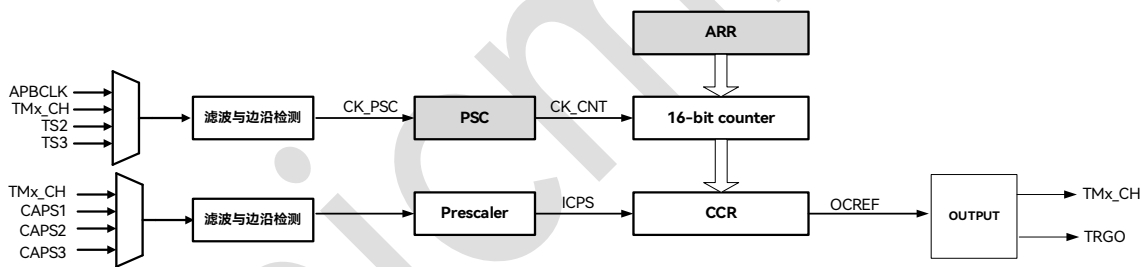 ARR
APBCLK
TMx_CH
TS2
TS3
滤波与边沿检测
CK_PSC
PSC
CK_CNT
16-bit counter
TMx_CH
CAPS1
CAPS2
CAPS3
滤波与边沿检测
Prescaler
ICPS
CCR
OCREF
OUTPUT
TMx_CH
TRGO